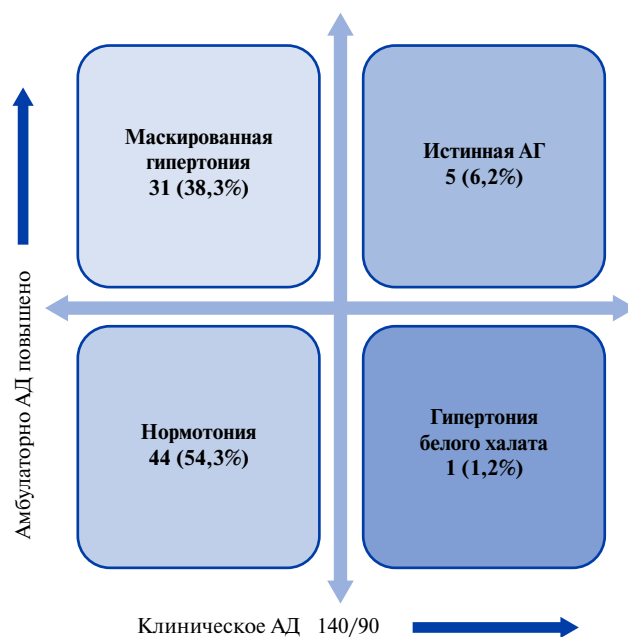 Маскированная
гипертония
31 (38,3%)
Истинная АГ
5 (6,2%)
Амбулаторно АД повышено
Нормотония
44 (54,3%)
Гипертония
белого халата
1 (1,2%)
Клиническое АД 140/90